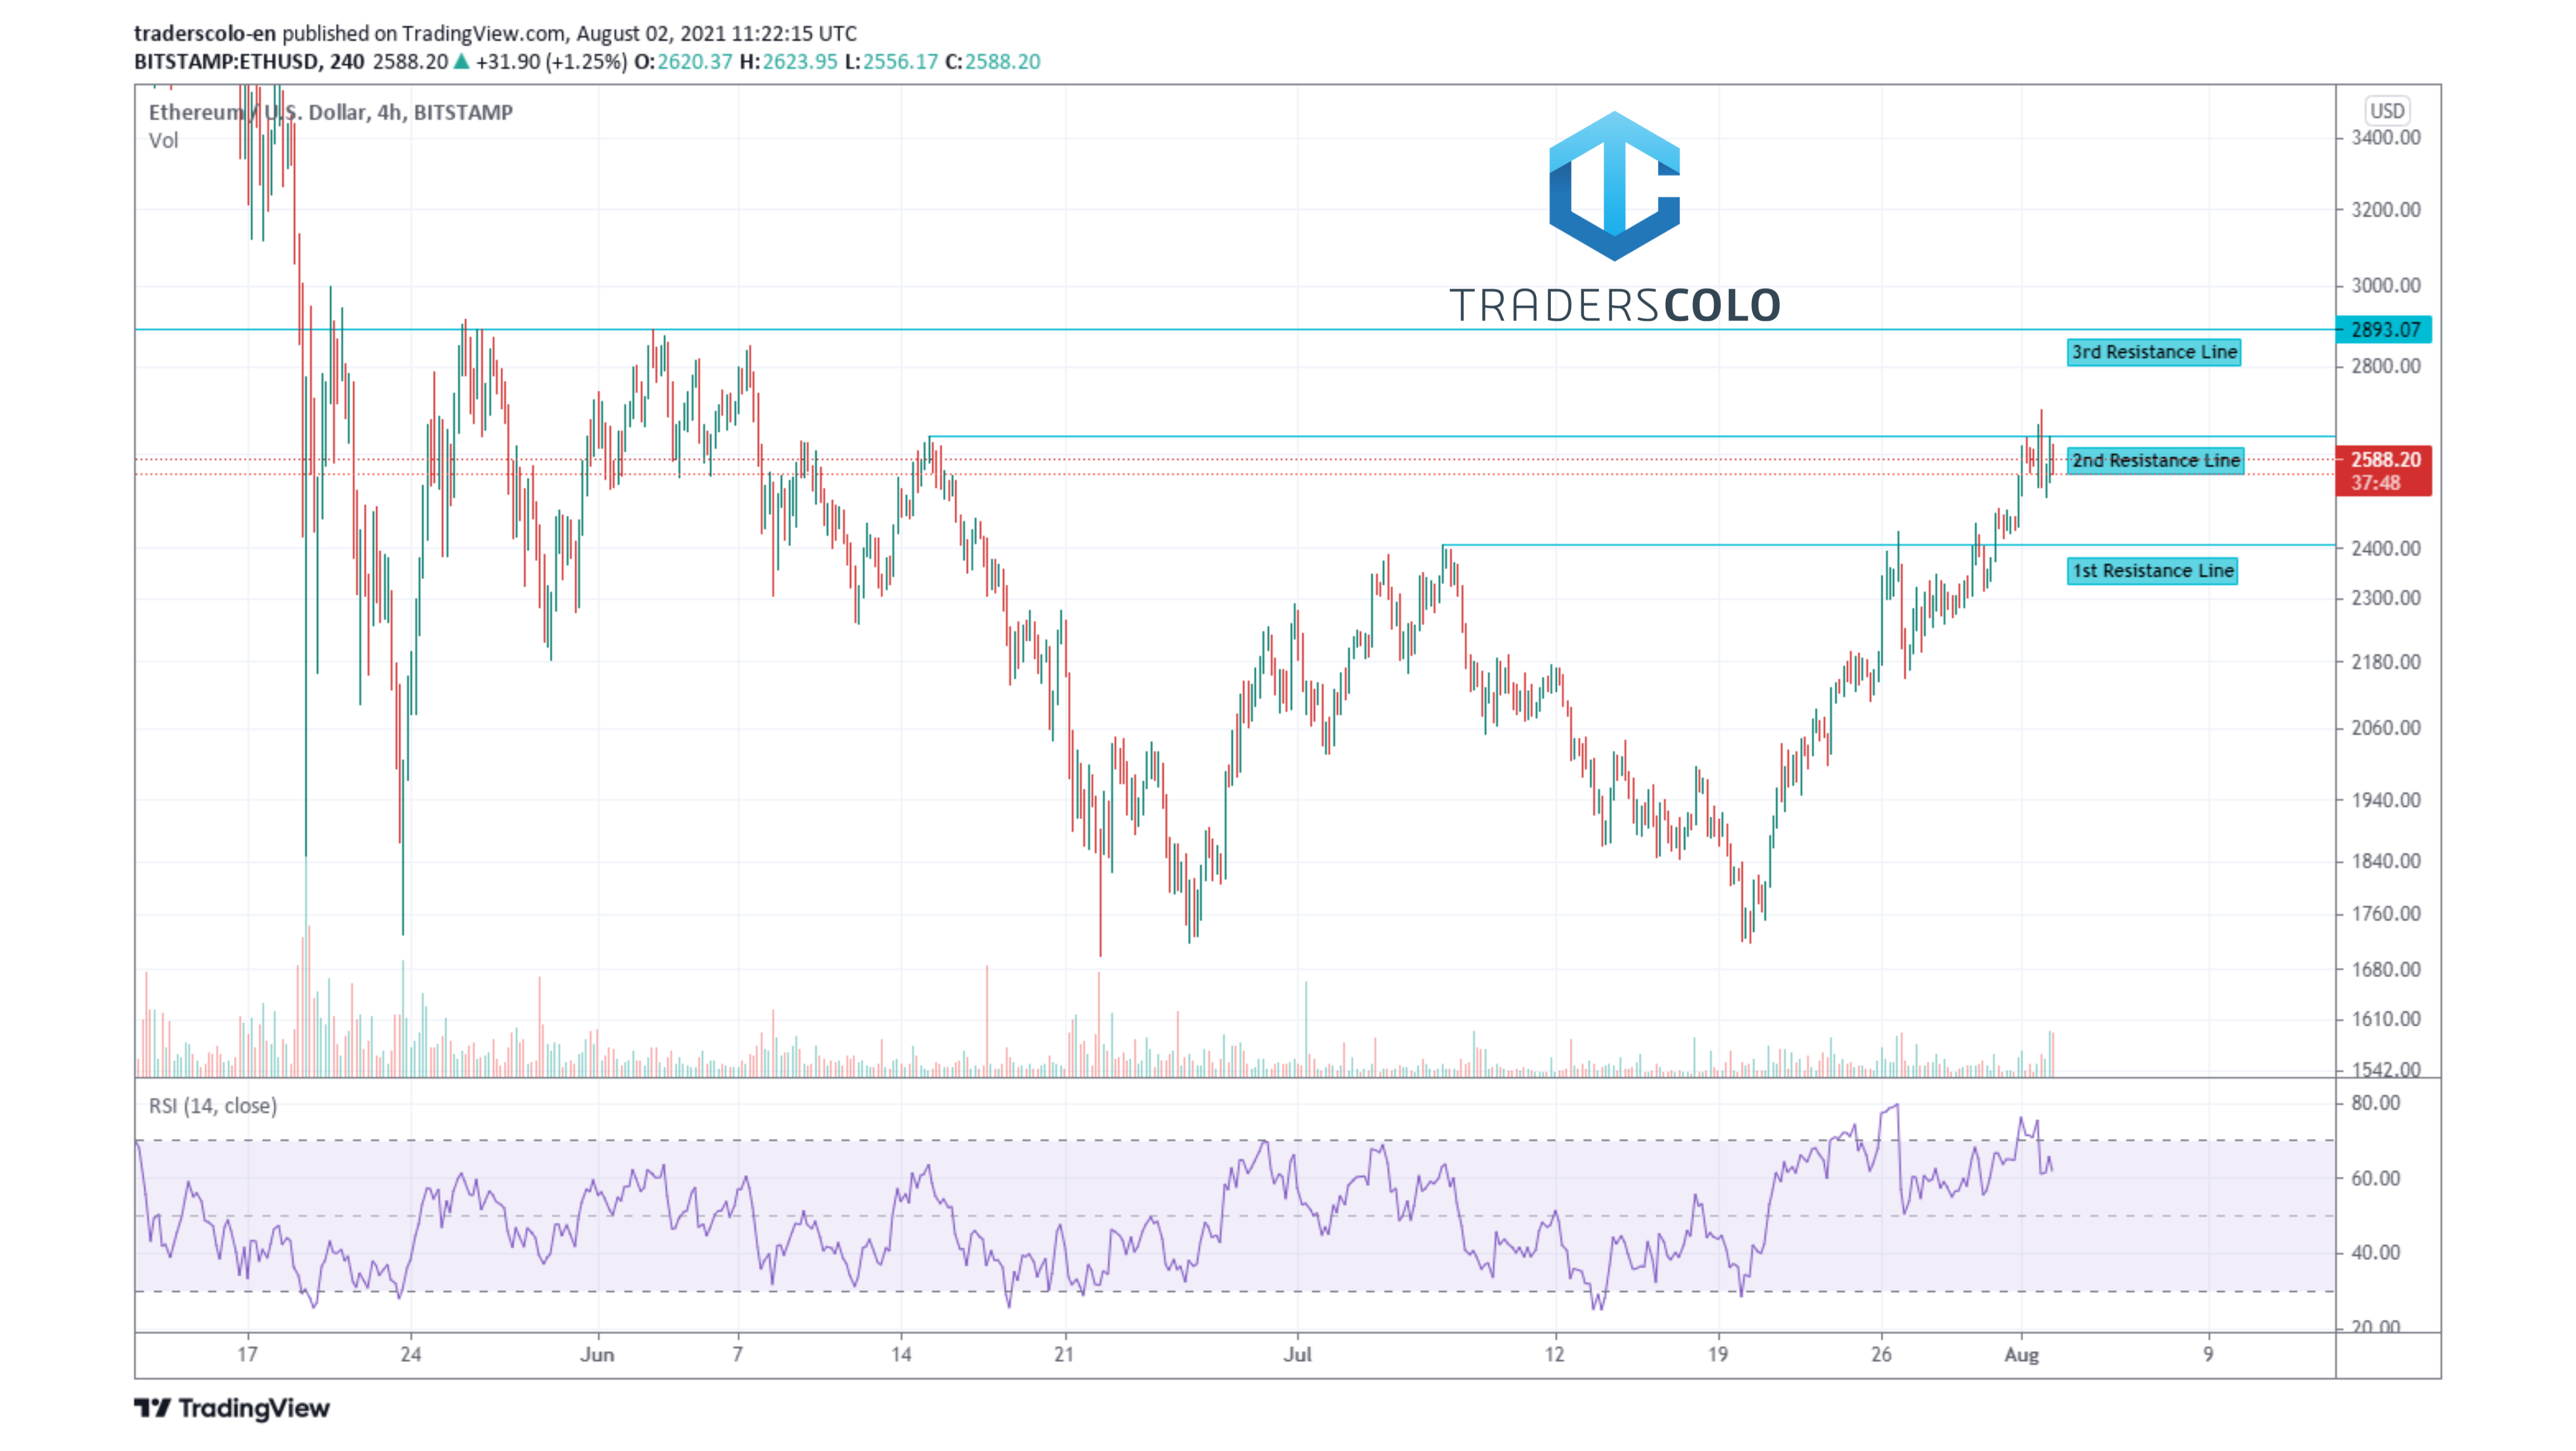 traderscolo-en published on TradingView.com, August 02, 2021 11:22:15 UTC
BITSTAMP:ETHUSD, 240 2588.20 ▲ +31.90 (+1.25%) O:2620.37 H:2623.95 L:2556.17 C:2588.20
Ethereum / U.S. Dollar, 4h, BITSTAMP
Vol
TRADERSCOLO
USD
3400.00
3200.00
3000.00
2893.07
3rd Resistance Line
2800.00
2nd Resistance Line
2588.20
37:48
2400.00
1st Resistance Line
2300.00
2180.00
2060.00
1940.00
1840.00
1760.00
1680.00
1610.00
1542.00
RSI (14, close)
80.00
60.00
40.00
20.00
17 24 Jun 7 14 21 Jul 12 19 26 Aug 9
TradingView